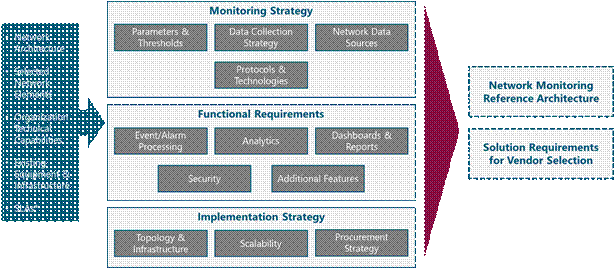 Network
Architecture
Selected
Network
Elements
Organization
Technical
Capabilities
Existing
Equipment &
Infrastructure
Monitoring Strategy
Parameters &
Thresholds
Data Collection
Strategy
Network Data
Sources
Protocols &
Technologies
Functional Requirements
Event/Alarm
Processing
Analytics
Dashboards &
Reports
Security
Additional Features
Implementation Strategy
Topology &
Infrastructure
Scalability
Procurement
Strategy
Network Monitoring
Reference Architecture
Solution Requirements
for Vendor Selection